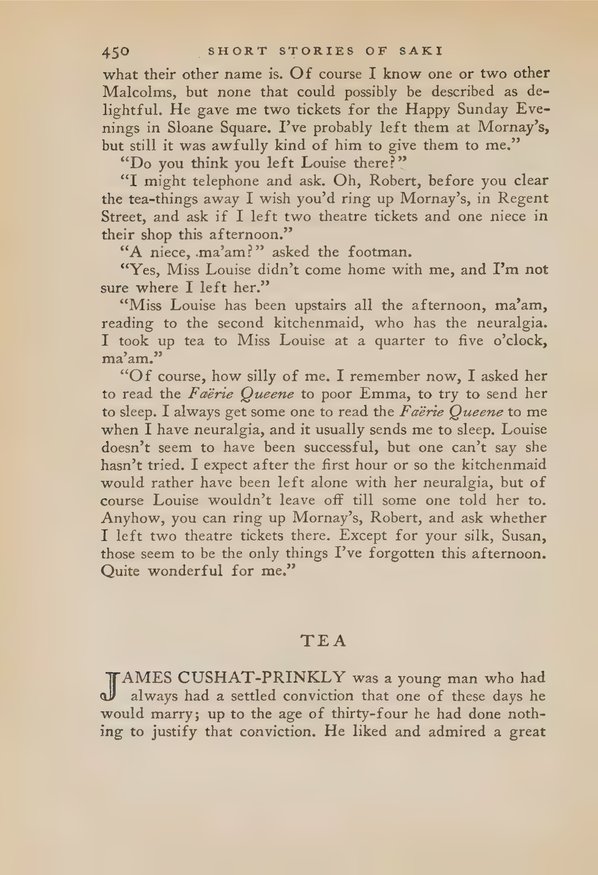 450 SHORT STORIES OF SAKI
what their other name is. Of course I know one or two other
Malcolms, but none that could possibly be described as de-
lightful. He gave me two tickets for the Happy Sunday Eve-
nings in Sloane Square. I've probably left them at Mornay's,
but still it was awfully kind of him to give them to me."
"Do you think you left Louise there?"
"I might telephone and ask. Oh, Robert, before you clear
the tea-things away I wish you'd ring up Mornay's, in Regent
Street, and ask if I left two theatre tickets and one niece in
their shop this afternoon."
"A niece, ma'am?" asked the footman.
"Yes, Miss Louise didn't come home with me, and I'm not
sure where I left her."
"Miss Louise has been upstairs all the afternoon, ma'am,
reading to the second kitchenmaid, who has the neuralgia.
I took up tea to Miss Louise at a quarter to five o'clock,
ma'am."
"Of course, how silly of me. I remember now, I asked her
to read the Faërie Queene to poor Emma, to try to send her
to sleep. I always get some one to read the Faërie Queene to me
when I have neuralgia, and it usually sends me to sleep. Louise
doesn't seem to have been successful, but one can't say she
hasn't tried. I expect after the first hour or so the kitchenmaid
would rather have been left alone with her neuralgia, but of
course Louise wouldn't leave off till some one told her to.
Anyhow, you can ring up Mornay's, Robert, and ask whether
I left two theatre tickets there. Except for your silk, Susan,
those seem to be the only things I've forgotten this afternoon.
Quite wonderful for me."
TEA
JAMES CUSHAT-PRINKLY was a young man who had
always had a settled conviction that one of these days he
would marry; up to the age of thirty-four he had done noth-
ing to justify that conviction. He liked and admired a great